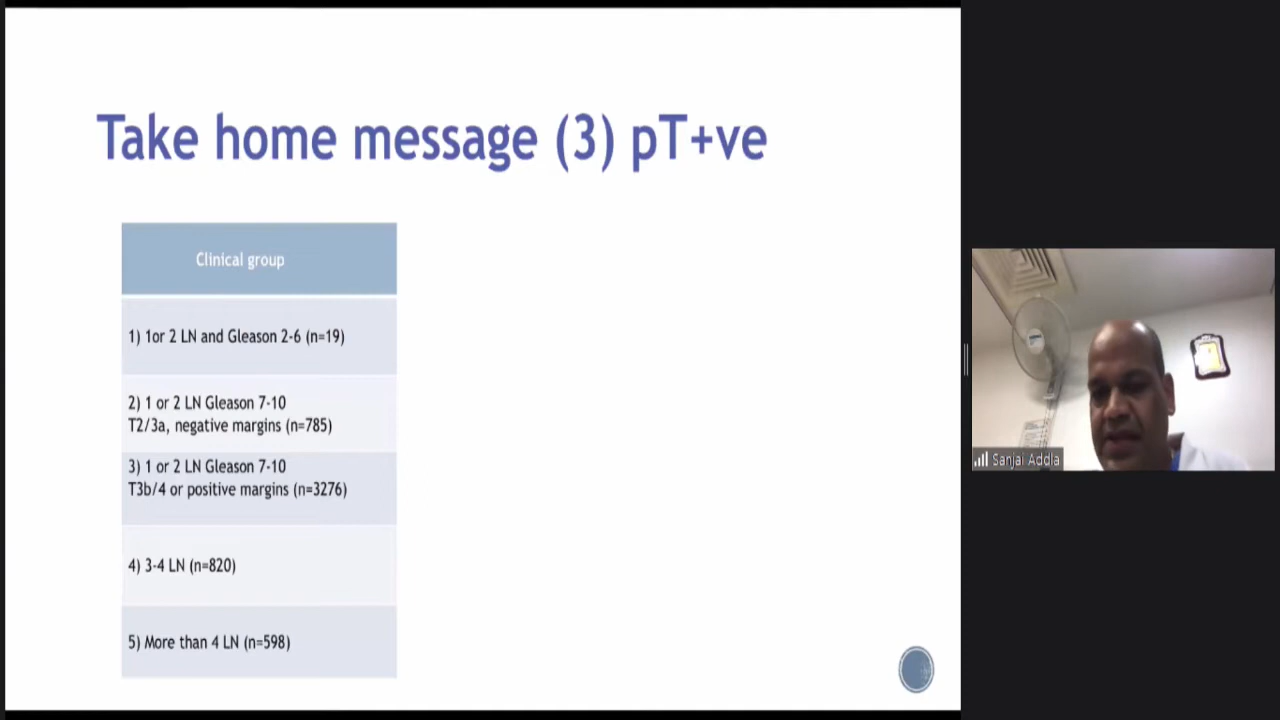 Take home message (3) pT+ve
Clinical group
1) 1or 2 LN and Gleason 2-6 (n=19)
2) 1 or 2 LN Gleason 7-10
T2/3a, negative margins (n=785)
3) 1 or 2 LN Gleason 7-10
T3b/4 or positive margins (n=3276)
4) 3-4 LN (n=820)
5) More than 4 LN (n=598)
Sanjai Addla